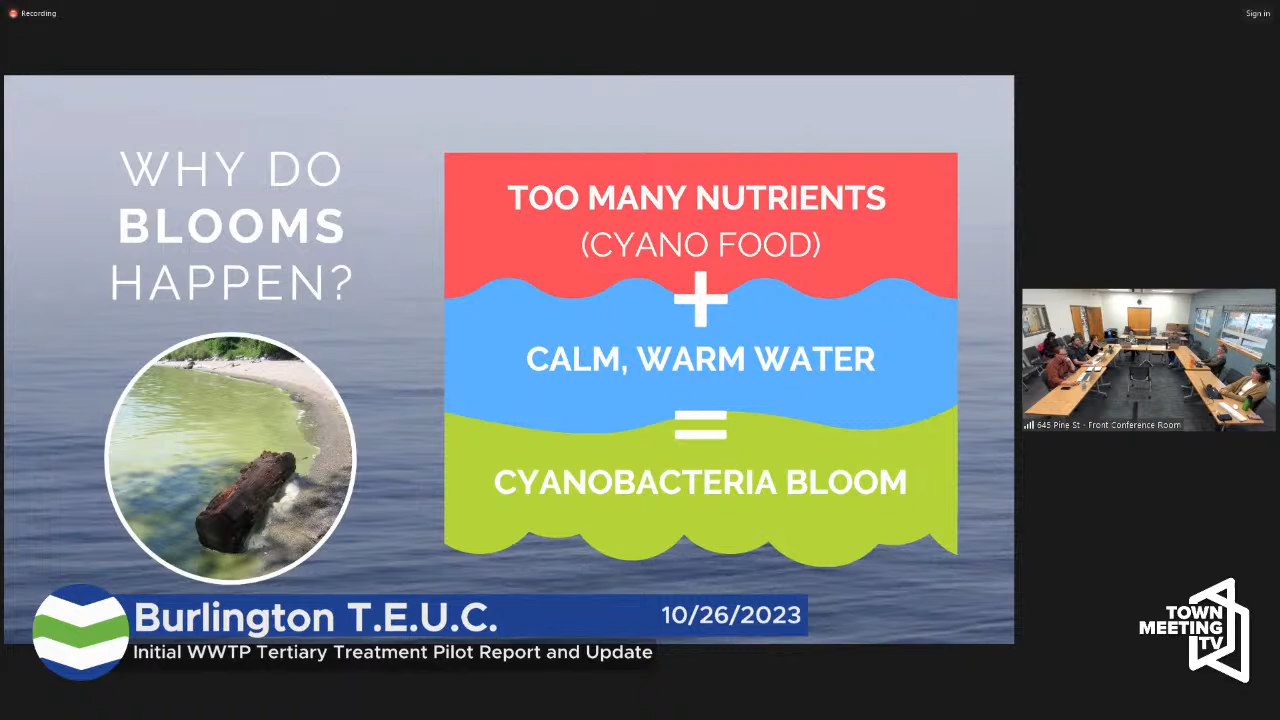 Recording
Sign in
WHY DO
BLOOMS
HAPPEN?
TOO MANY NUTRIENTS
(CYANO FOOD)
+
CALM, WARM WATER
=
CYANOBACTERIA BLOOM
645 Pine St - Front Conference Room
Burlington T.E.U.C.
10/26/2023
Initial WWTP Tertiary Treatment Pilot Report and Update
TOWN
MEETING
TV